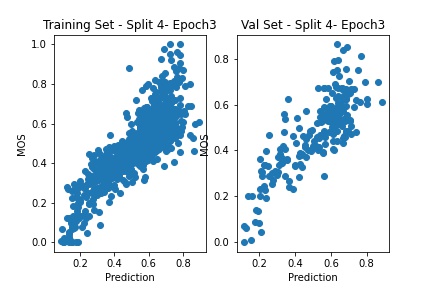 Training Set - Split 4- Epoch3
Val Set - Split 4- Epoch3
MOS
1.0
0.8
0.6
0.4
0.2
0.0
0.2 0.4 0.6 0.8
Prediction
MOS
0.8
0.6
0.4
0.2
0.0
0.2 0.4 0.6 0.8
Prediction